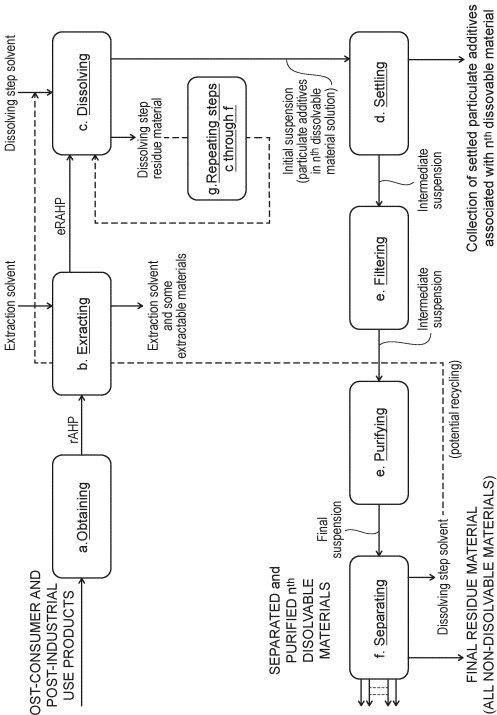 OST-CONSUMER AND
POST-INDUSTRIAL
USE PRODUCTS
a. Obtaining
rAHP
Extraction solvent
b. Exracting
Extraction solvent
and some
extractable materials
eRAHP
Dissolving step solvent
c. Dissolving
Dissolving step
residue material
g. Repeating steps
c through f
Initial suspension
(particulate additives
in nth dissolvable
material solution)
d. Settling
Collection of settled particulate additives
associated with nth dissovable material
Intermediate
suspension
e. Filtering
Intermediate
suspension
e. Purifying
Final
suspension
f. Separating
SEPARATED and
PURIFIED nth
DISOLVABLE
MATERIALS
Dissolving step solvent
(potential recycling)
FINAL RESIDUE MATERIAL
(ALL NON-DISOLVABLE MATERIALS)